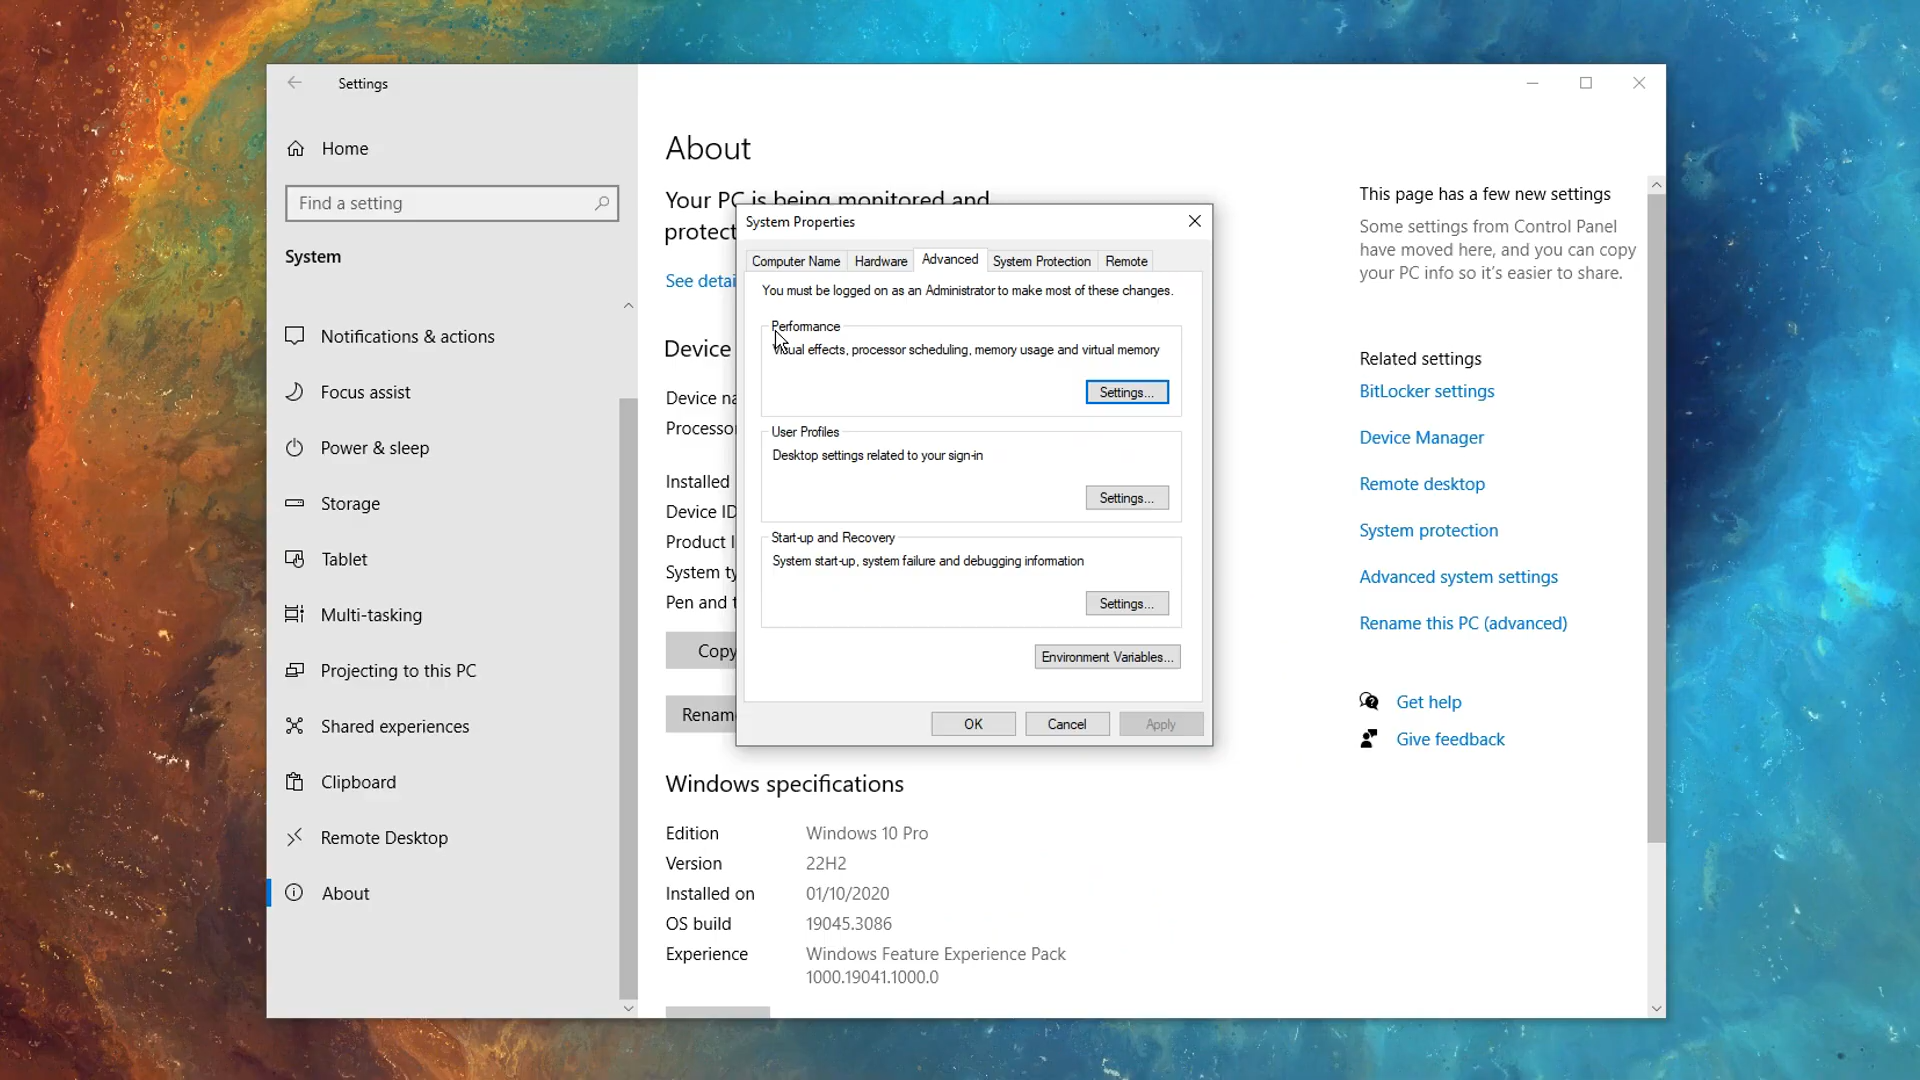 Settings
Home
Find a setting
System
Notifications & actions
Focus assist
Power & sleep
Storage
Tablet
Multi-tasking
Projecting to this PC
Shared experiences
Clipboard
Remote Desktop
About
About
Your PC is being monitored and
protect
See detai
Device
Device na
Processor
Installed
Device ID
Product I
System ty
Pen and t
Copy
Renam
System Properties
Computer Name
Hardware
Advanced
System Protection
Remote
You must be logged on as an Administrator to make most of these changes.
Performance
Visual effects, processor scheduling, memory usage and virtual memory
Settings...
User Profiles
Desktop settings related to your sign-in
Settings...
Start-up and Recovery
System start-up, system failure and debugging information
Settings...
Environment Variables...
OK
Cancel
Apply
Windows specifications
Edition Windows 10 Pro
Version 22H2
Installed on 01/10/2020
OS build 19045.3086
Experience Windows Feature Experience Pack
1000.19041.1000.0
This page has a few new settings
Some settings from Control Panel
have moved here, and you can copy
your PC info so it's easier to share.
Related settings
BitLocker settings
Device Manager
Remote desktop
System protection
Advanced system settings
Rename this PC (advanced)
Get help
Give feedback